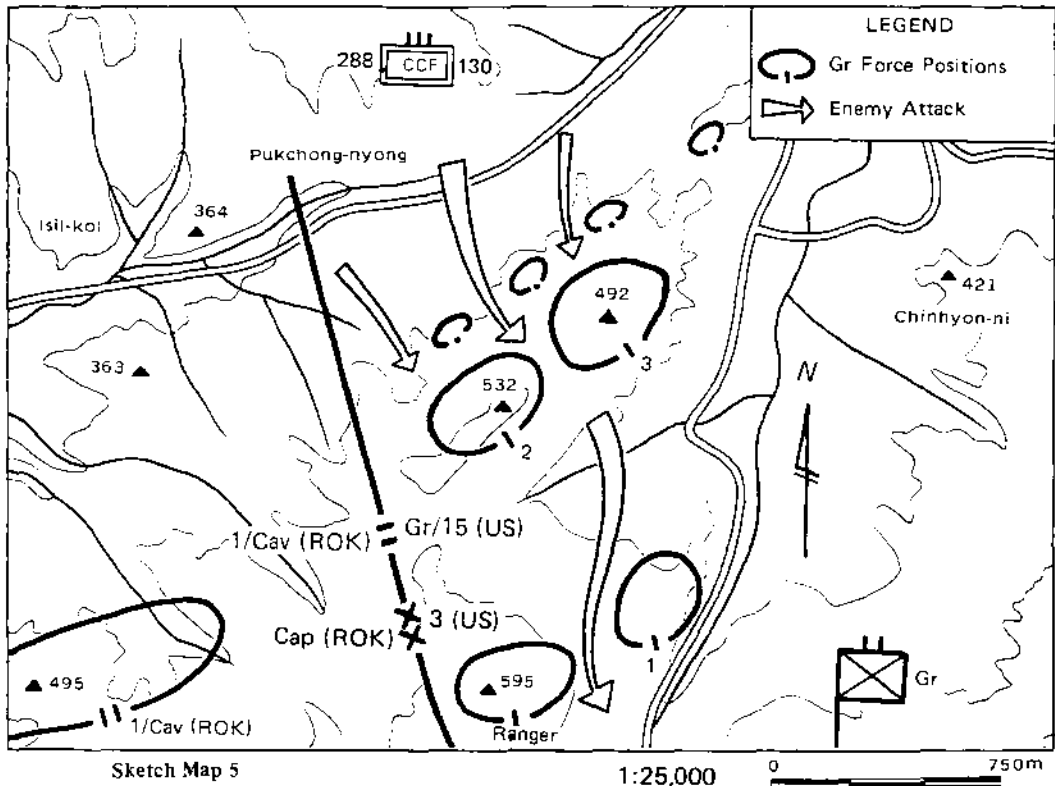 LEGEND
Gr Force Positions
Enemy Attack
288 CCF 130
Pukchong-nyong
Isil-kol
364
492
3
421
Chinhyon-ni
363
532
2
N
Gr/15 (US)
1/Cav (ROK)
3 (US)
Cap (ROK)
1
495
1/Cav (ROK)
595
Ranger
Gr
Sketch Map 5
1:25,000
0 750m